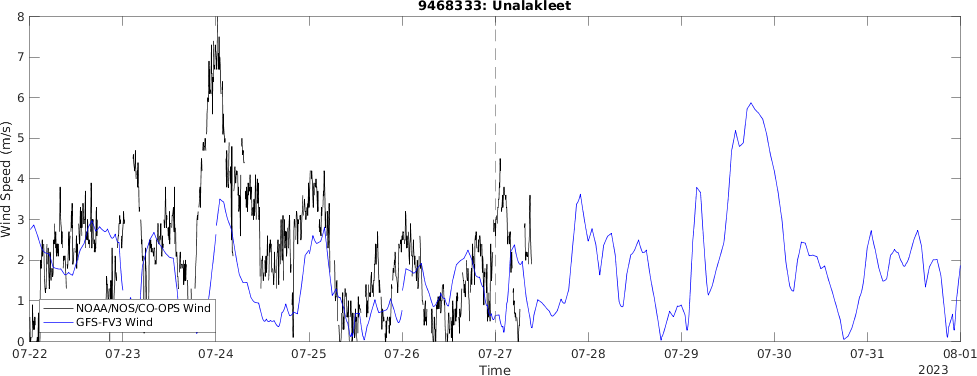 9468333: Unalakleet
8
7
6
5
4
3
2
1
0
Wind Speed (m/s)
NOAA/NOS/CO-OPS Wind
GFS-FV3 Wind
07-22 07-23 07-24 07-25 07-26 07-27 07-28 07-29 07-30 07-31 08-01
Time
2023